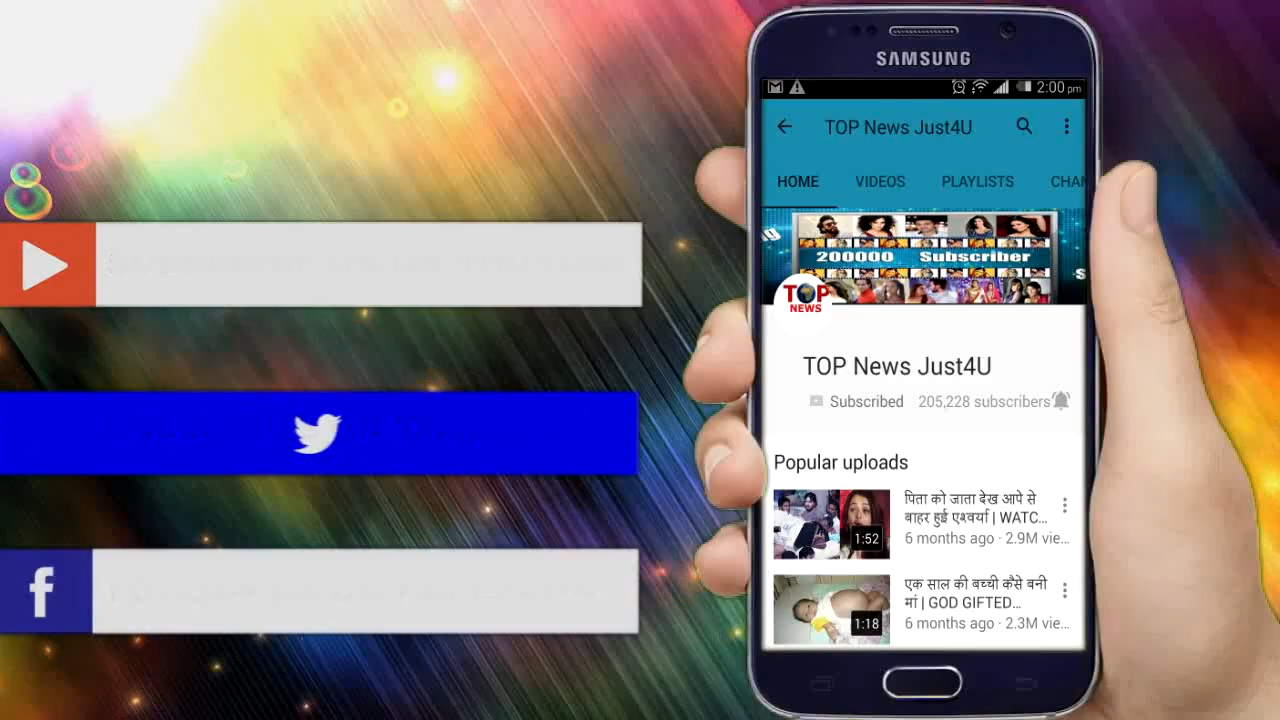 SAMSUNG
2:00 pm
TOP News Just4U
HOME VIDEOS PLAYLISTS CHAN
200000 Subscriber
TOP
NEWS
TOP News Just4U
Subscribed 205,228 subscribers
Popular uploads
पिता को जाता देख आपे से
बाहर हुई एश्वर्या | WATC...
6 months ago · 2.9M vie...
1:52
एक साल की बच्ची कैसे बनी
मां | GOD GIFTED...
6 months ago · 2.3M vie...
1:18